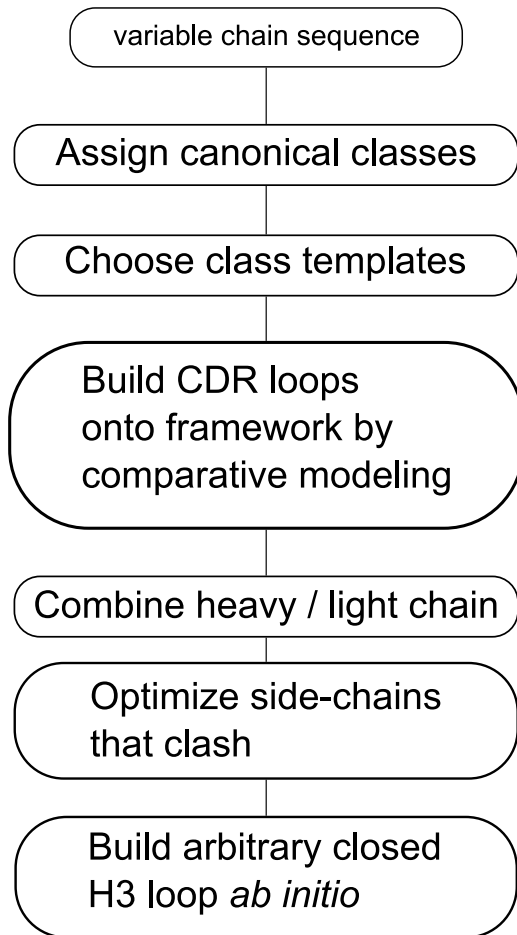 variable chain sequence
Assign canonical classes
Choose class templates
Build CDR loops
onto framework by
comparative modeling
Combine heavy / light chain
Optimize side-chains
that clash
Build arbitrary closed
H3 loop ab initio